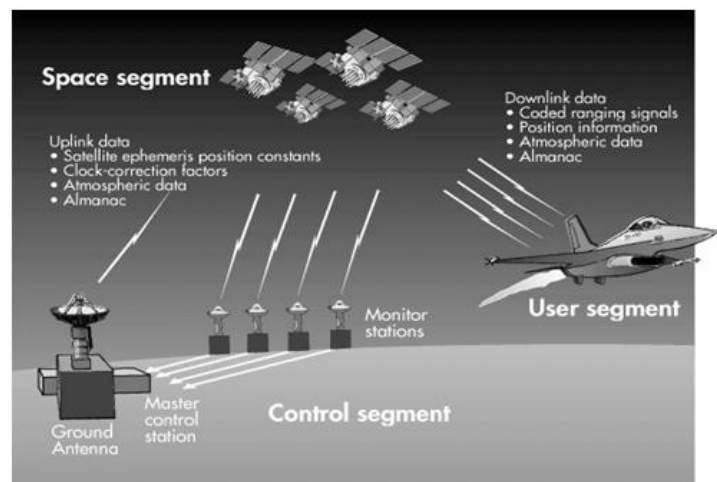 Space segment
Uplink data
• Satellite ephemeris position constants
• Clock-correction factors
• Atmospheric data
• Almanac
Downlink data
• Coded ranging signals
• Position information
• Atmospheric data
• Almanac
User segment
Monitor
stations
Master
control
station
Control segment
Ground
Antenna